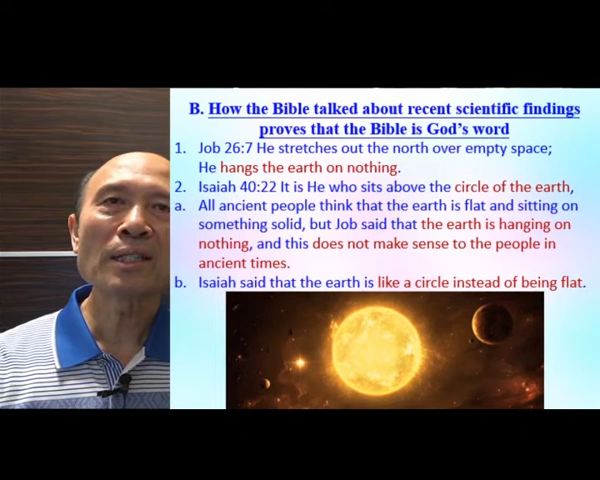 B. How the Bible talked about recent scientific findings
proves that the Bible is God's word
1. Job 26:7 He stretches out the north over empty space;
He hangs the earth on nothing.
2. Isaiah 40:22 It is He who sits above the circle of the earth,
a. All ancient people think that the earth is flat and sitting on
something solid, but Job said that the earth is hanging on
nothing, and this does not make sense to the people in
ancient times.
b. Isaiah said that the earth is like a circle instead of being flat.